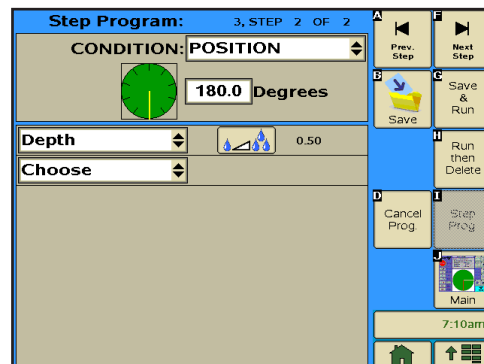 Step Program: 3, STEP 2 OF 2
CONDITION: POSITION
180.0 Degrees
Depth 0.50
Choose
A
Prev.
Step
F
Next
Step
B
Save
G
Save
&
Run
H
Run
then
Delete
D
Cancel
Prog.
I
Step
Prog
J
Main
7:10am